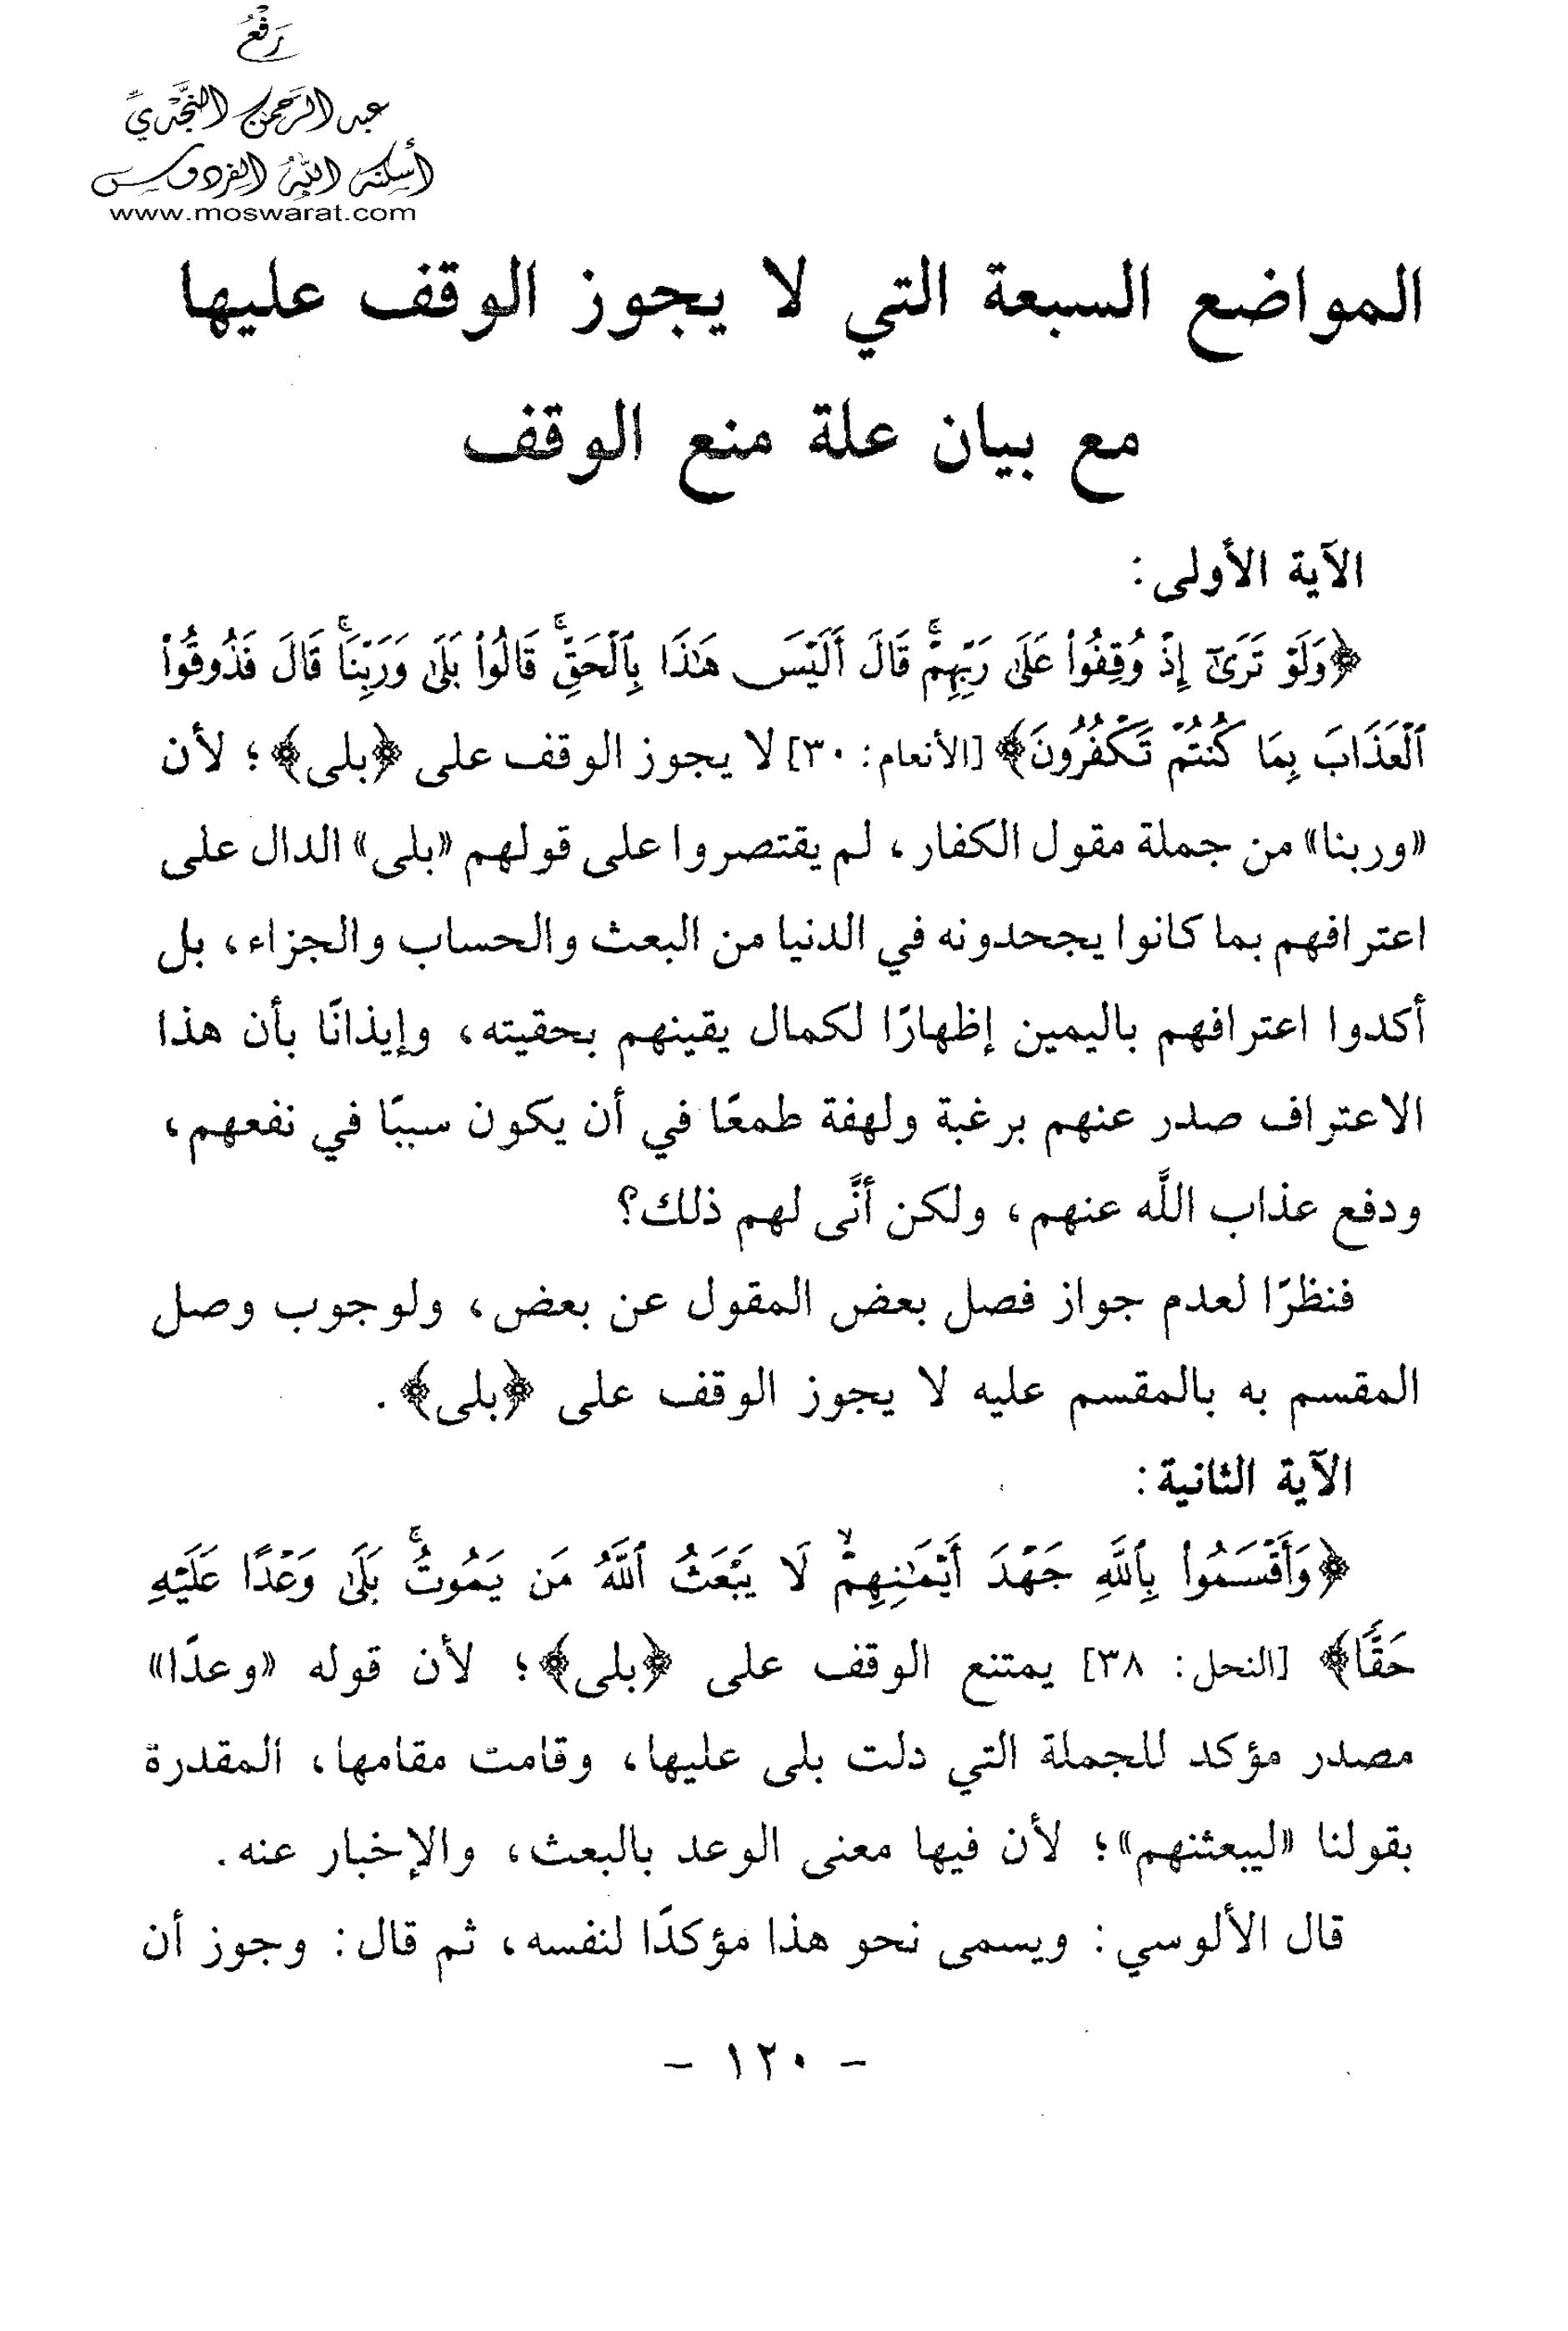 رَفْعُ
عبد الرَّحمن النَّجْديِّ
أسكنه اللهُ الفردوس
www.moswarat.com
المواضع السبعة التي لا يجوز الوقف عليها
مع بيان علة منع الوقف
الآية الأولى:
﴿وَلَوْ تَرَىٰٓ إِذْ وُقِفُوا۟ عَلَىٰ رَبِّهِمْۚ قَالَ أَلَيْسَ هَـٰذَا بِٱلْحَقِّۚ قَالُوا۟ بَلَىٰ وَرَبِّنَاۚ قَالَ فَذُوقُوا۟
ٱلْعَذَابَ بِمَا كُنتُمْ تَكْفُرُونَ﴾ [الأنعام: ٣٠] لا يجوز الوقف على ﴿بلى﴾؛ لأن
«وربنا» من جملة مقول الكفار، لم يقتصروا على قولهم «بلى» الدال على
اعترافهم بما كانوا يجحدونه في الدنيا من البعث والحساب والجزاء، بل
أكدوا اعترافهم باليمين إظهارًا لكمال يقينهم بحقيته، وإيذانًا بأن هذا
الاعتراف صدر عنهم برغبة ولهفة طمعًا في أن يكون سببًا في نفعهم،
ودفع عذاب اللَّه عنهم، ولكن أنَّى لهم ذلك؟
فنظرًا لعدم جواز فصل بعض المقول عن بعض، ولوجوب وصل
المقسم به بالمقسم عليه لا يجوز الوقف على ﴿بلى﴾.
الآية الثانية:
﴿وَأَقْسَمُوا۟ بِٱللَّهِ جَهْدَ أَيْمَـٰنِهِمْۙ لَا يَبْعَثُ ٱللَّهُ مَن يَمُوتُۚ بَلَىٰ وَعْدًا عَلَيْهِ
حَقًّا﴾ [النحل: ٣٨] يمتنع الوقف على ﴿بلى﴾؛ لأن قوله «وعدًا»
مصدر مؤكد للجملة التي دلت بلى عليها، وقامت مقامها، المقدرة
بقولنا «ليبعثنهم»؛ لأن فيها معنى الوعد بالبعث، والإخبار عنه.
قال الألوسي: ويسمى نحو هذا مؤكدًا لنفسه، ثم قال: وجوز أن
- ١٢٠ -